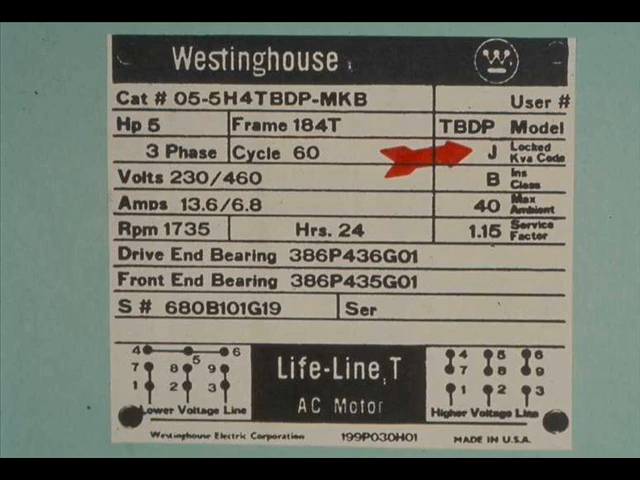 Westinghouse
W
Cat # 05-5H4TBDP-MKB User #
Hp 5 Frame 184T TBDP Model
3 Phase Cycle 60 J Locked Kva Code
Volts 230/460 B Ins Class
Amps 13.6/6.8 40 Max Ambient
Rpm 1735 Hrs. 24 1.15 Service Factor
Drive End Bearing 386P436G01
Front End Bearing 386P435G01
S # 680B101G19 Ser
4 5 6
7 8 9
1 2 3
Lower Voltage Line
Life-Line, T
AC Motor
4 5 6
7 8 9
1 2 3
Higher Voltage Line
Westinghouse Electric Corporation 199P030H01 MADE IN U.S.A.